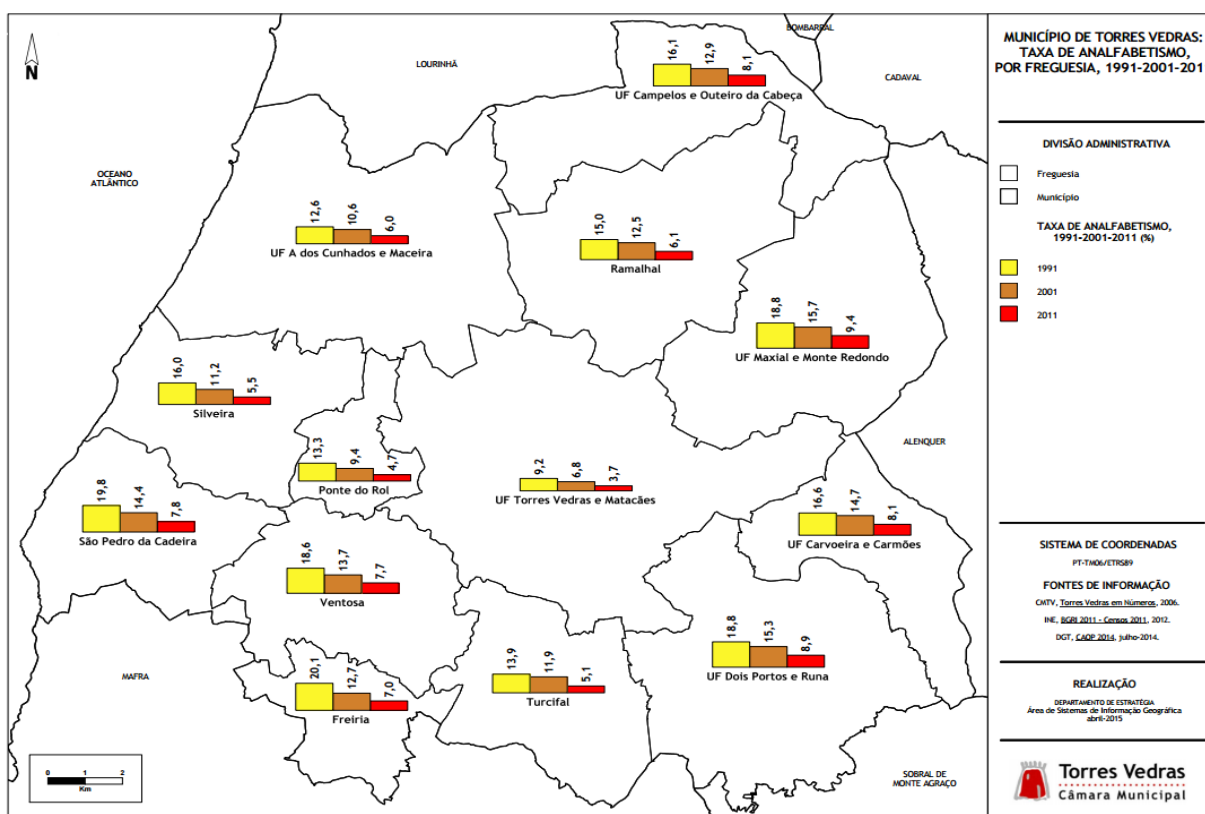 BOMBARRAL
LOURINHÃ
CADAVAL
N
16,1
12,9
8,1
UF Campelos e Outeiro da Cabeça
OCEANO
ATLÂNTICO
12,6
10,6
6,0
UF A dos Cunhados e Maceira
15,0
12,5
6,1
Ramalhal
18,8
15,7
9,4
UF Maxial e Monte Redondo
16,0
11,2
5,5
Silveira
13,3
9,4
4,7
Ponte do Rol
9,2
6,8
3,7
UF Torres Vedras e Matacães
ALENQUER
16,6
14,7
8,1
UF Carvoeira e Carmões
19,8
14,4
7,8
São Pedro da Cadeira
18,6
13,7
7,7
Ventosa
18,8
15,3
8,9
UF Dois Portos e Runa
MAFRA
20,1
12,7
7,0
Freiria
13,9
11,9
5,1
Turcifal
SOBRAL DE
MONTE AGRAÇO
0 1 2
Km
MUNICÍPIO DE TORRES VEDRAS:
TAXA DE ANALFABETISMO,
POR FREGUESIA, 1991-2001-201
DIVISÃO ADMINISTRATIVA
Freguesia
Município
TAXA DE ANALFABETISMO,
1991-2001-2011 (%)
1991
2001
2011
SISTEMA DE COORDENADAS
PT-TM06/ETRS89
FONTES DE INFORMAÇÃO
CMTV, Torres Vedras em Números, 2006.
INE, BGRI 2011 - Censos 2011, 2012.
DGT, CAOP 2014, julho-2014.
REALIZAÇÃO
DEPARTAMENTO DE ESTRATÉGIA
Área de Sistemas de Informação Geográfica
abril-2015
Torres Vedras
Câmara Municipal